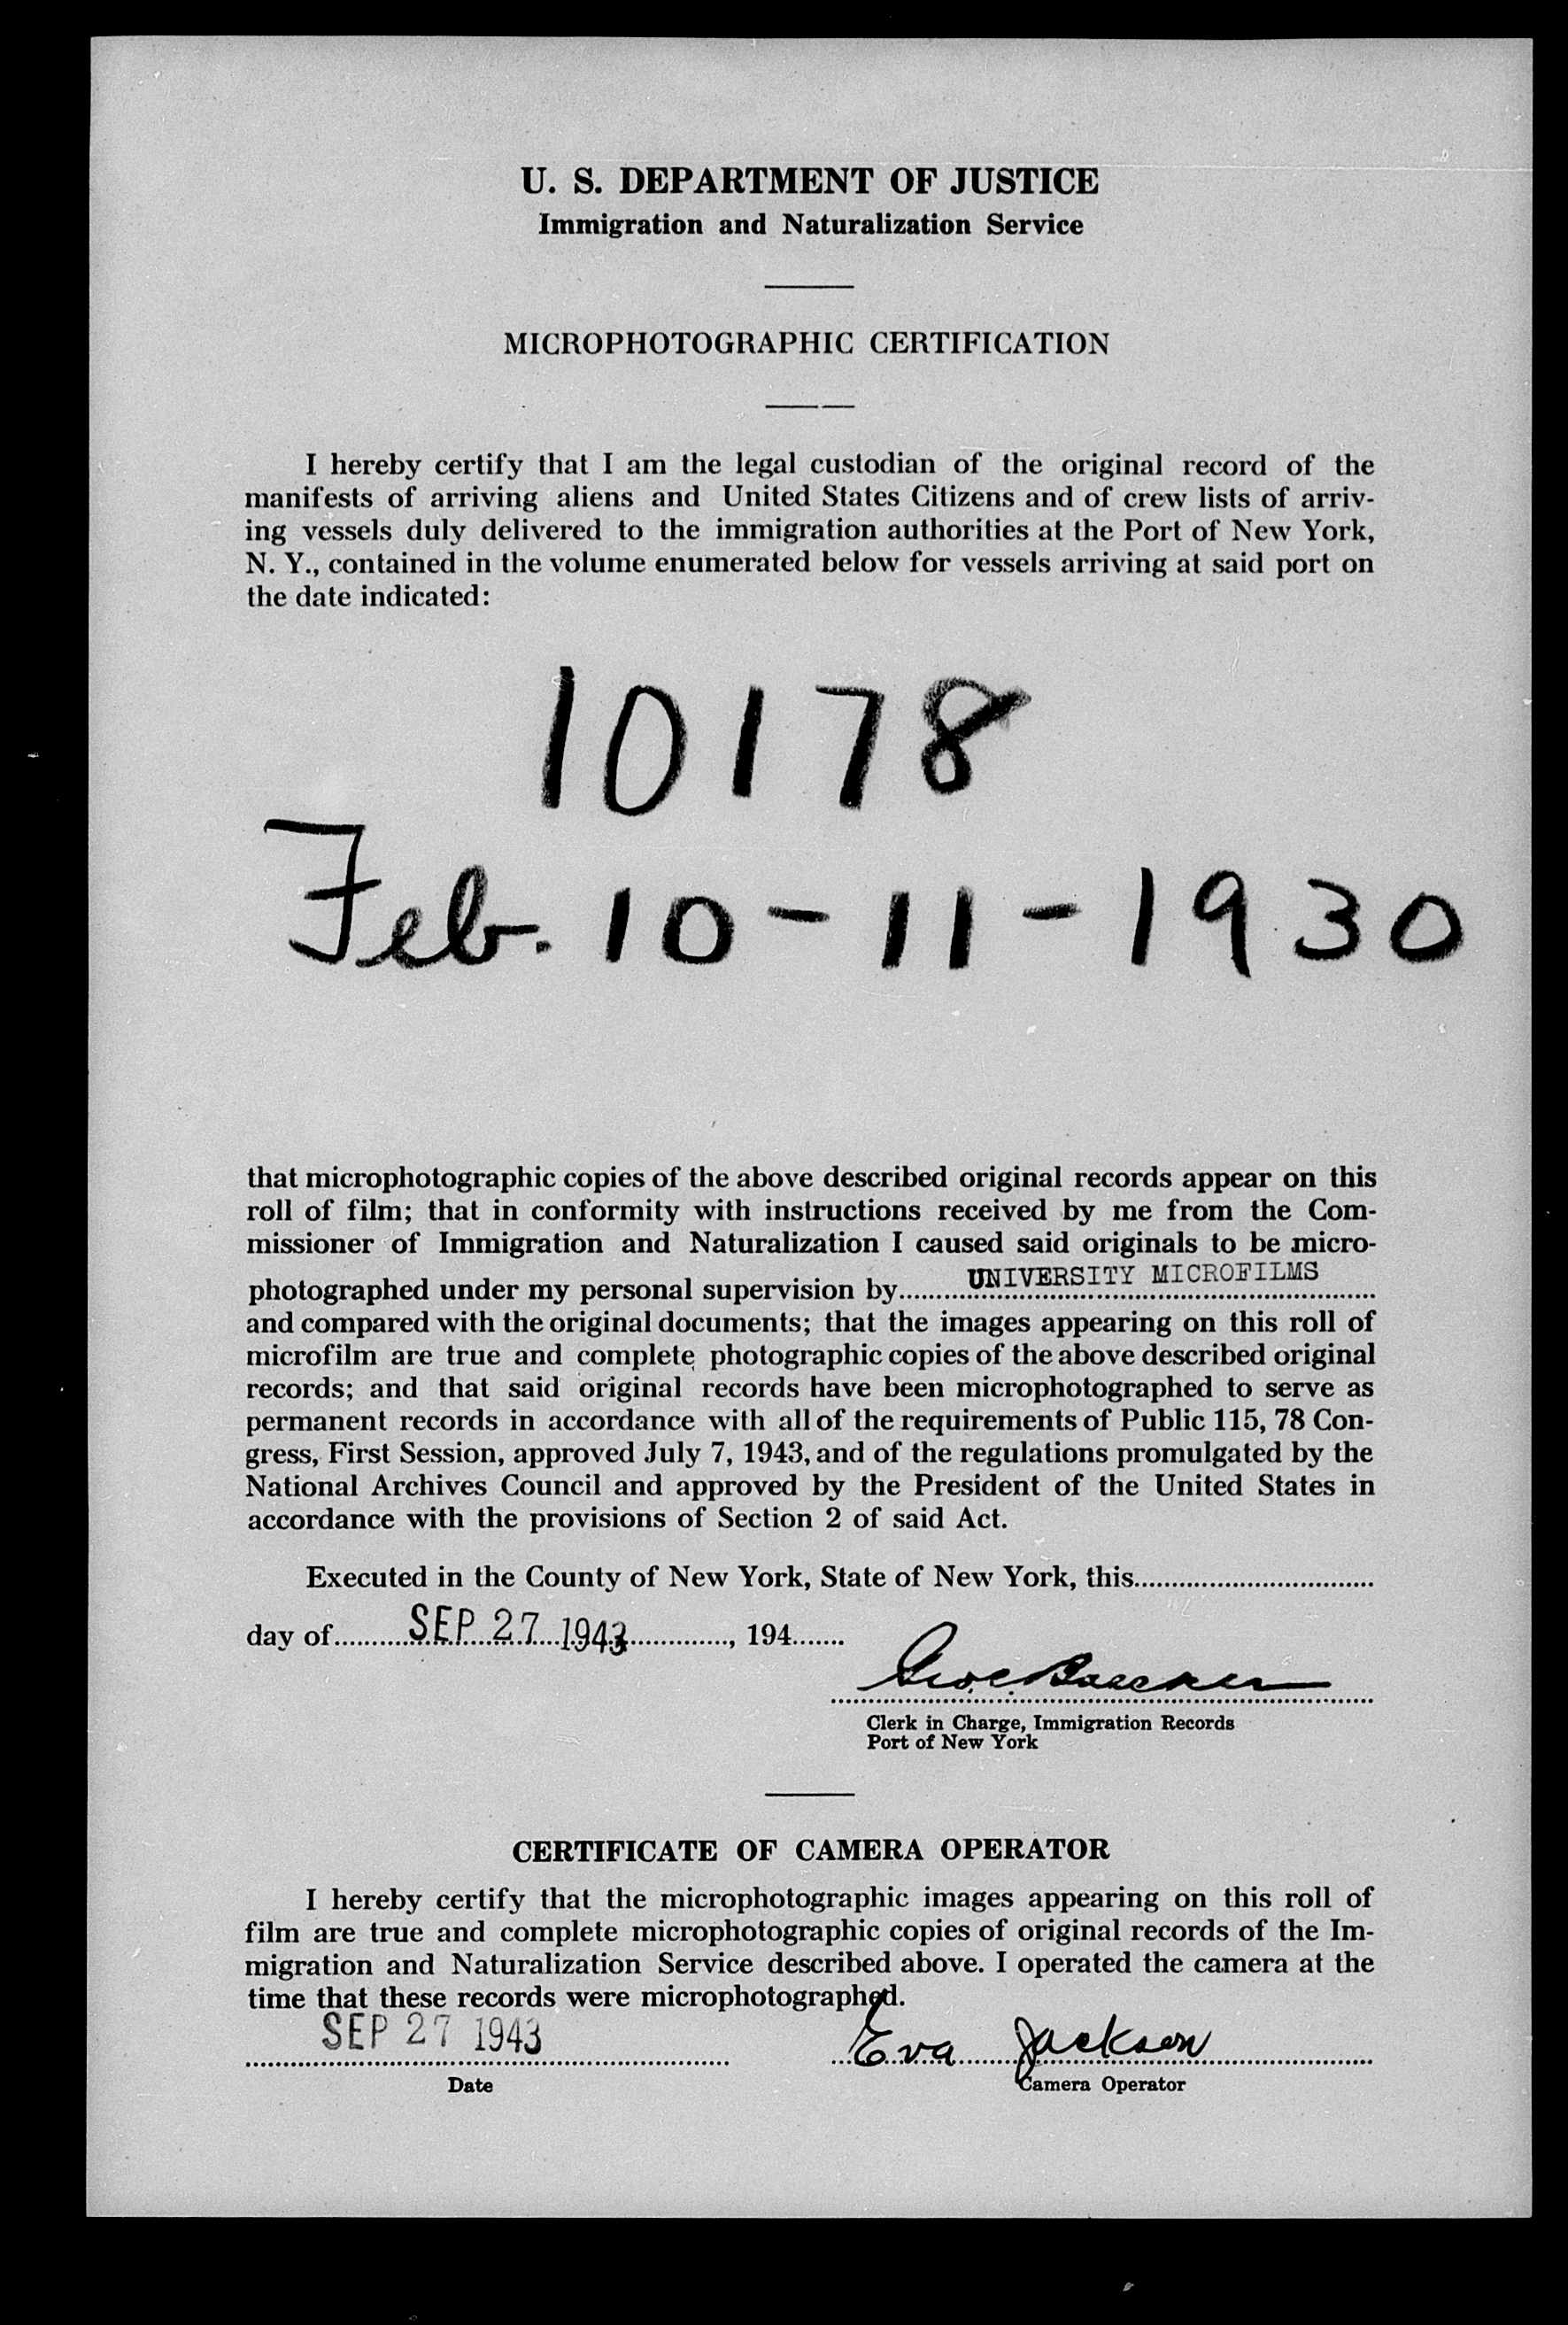 U. S. DEPARTMENT OF JUSTICE
Immigration and Naturalization Service
MICROPHOTOGRAPHIC CERTIFICATION
I hereby certify that I am the legal custodian of the original record of the
manifests of arriving aliens and United States Citizens and of crew lists of arriv-
ing vessels duly delivered to the immigration authorities at the Port of New York,
N. Y., contained in the volume enumerated below for vessels arriving at said port on
the date indicated:
10178
Feb. 10-11-1930
that microphotographic copies of the above described original records appear on this
roll of film; that in conformity with instructions received by me from the Com-
missioner of Immigration and Naturalization I caused said originals to be micro-
photographed under my personal supervision by UNIVERSITY MICROFILMS
and compared with the original documents; that the images appearing on this roll of
microfilm are true and complete photographic copies of the above described original
records; and that said original records have been microphotographed to serve as
permanent records in accordance with all of the requirements of Public 115, 78 Con-
gress, First Session, approved July 7, 1943, and of the regulations promulgated by the
National Archives Council and approved by the President of the United States in
accordance with the provisions of Section 2 of said Act.
Executed in the County of New York, State of New York, this
day of SEP 27 1943, 194
Clerk in Charge, Immigration Records
Port of New York
CERTIFICATE OF CAMERA OPERATOR
I hereby certify that the microphotographic images appearing on this roll of
film are true and complete microphotographic copies of original records of the Im-
migration and Naturalization Service described above. I operated the camera at the
time that these records were microphotographed.
SEP 27 1943 Eva Jackson
Date Camera Operator